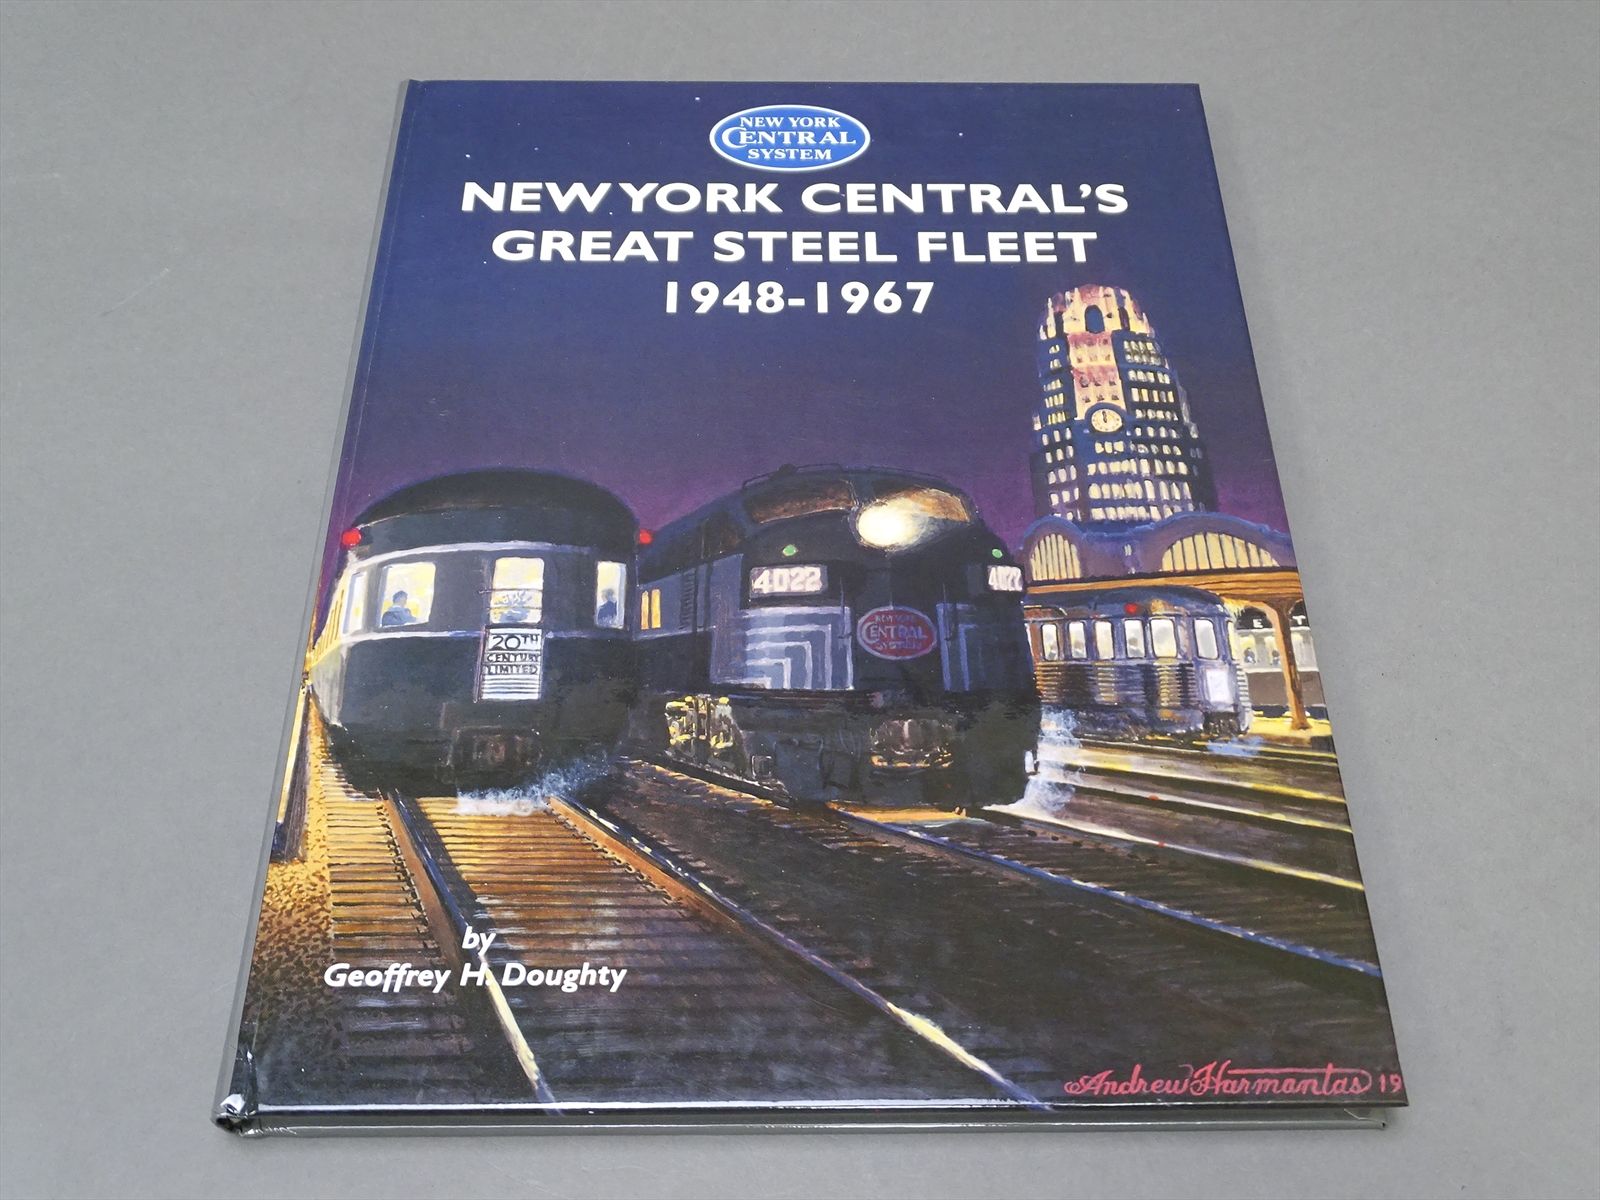 NEW YORK
CENTRAL
SYSTEM
NEW YORK CENTRAL'S
GREAT STEEL FLEET
1948-1967
4022
4022
NEW YORK
CENTRAL
SYSTEM
20TH
CENTURY
LIMITED
by
Geoffrey H. Doughty
Andrew Harmantas 19